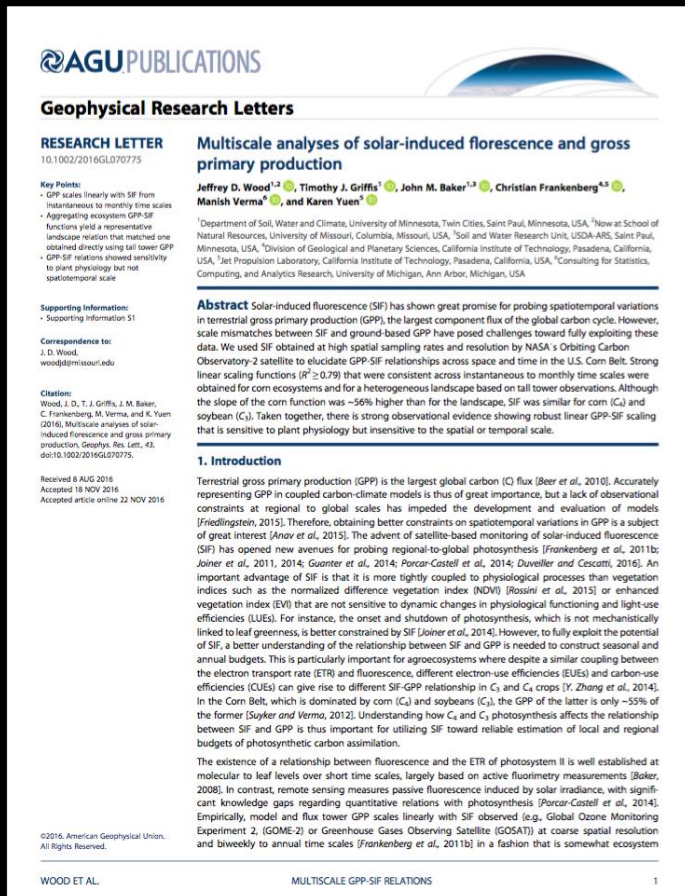 AGU PUBLICATIONS
Geophysical Research Letters
RESEARCH LETTER
10.1002/2016GL070775
Key Points:
• GPP scales linearly with SIF from
instantaneous to monthly time scales
• Aggregating ecosystem GPP-SIF
functions yield a representative
landscape relation that matched one
obtained directly using tall tower GPP
• GPP-SIF relations showed sensitivity
to plant physiology but not
spatiotemporal scale
Supporting Information:
• Supporting Information S1
Correspondence to:
J. D. Wood,
woodjd@missouri.edu
Citation:
Wood, J. D., T. J. Griffis, J. M. Baker,
C. Frankenberg, M. Verma, and K. Yuen
(2016), Multiscale analyses of solar-
induced florescence and gross primary
production, Geophys. Res. Lett., 43,
doi:10.1002/2016GL070775.
Received 8 AUG 2016
Accepted 18 NOV 2016
Accepted article online 22 NOV 2016
©2016. American Geophysical Union.
All Rights Reserved.
Multiscale analyses of solar-induced florescence and gross
primary production
Jeffrey D. Wood1,2, Timothy J. Griffis1, John M. Baker1,3, Christian Frankenberg4,5,
Manish Verma6, and Karen Yuen5
1Department of Soil, Water and Climate, University of Minnesota, Twin Cities, Saint Paul, Minnesota, USA, 2Now at School of
Natural Resources, University of Missouri, Columbia, Missouri, USA, 3Soil and Water Research Unit, USDA-ARS, Saint Paul,
Minnesota, USA, 4Division of Geological and Planetary Sciences, California Institute of Technology, Pasadena, California,
USA, 5Jet Propulsion Laboratory, California Institute of Technology, Pasadena, California, USA, 6Consulting for Statistics,
Computing, and Analytics Research, University of Michigan, Ann Arbor, Michigan, USA
Abstract Solar-induced fluorescence (SIF) has shown great promise for probing spatiotemporal variations
in terrestrial gross primary production (GPP), the largest component flux of the global carbon cycle. However,
scale mismatches between SIF and ground-based GPP have posed challenges toward fully exploiting these
data. We used SIF obtained at high spatial sampling rates and resolution by NASA's Orbiting Carbon
Observatory-2 satellite to elucidate GPP-SIF relationships across space and time in the U.S. Corn Belt. Strong
linear scaling functions (R2 ≥ 0.79) that were consistent across instantaneous to monthly time scales were
obtained for corn ecosystems and for a heterogeneous landscape based on tall tower observations. Although
the slope of the corn function was ~56% higher than for the landscape, SIF was similar for corn (C4) and
soybean (C3). Taken together, there is strong observational evidence showing robust linear GPP-SIF scaling
that is sensitive to plant physiology but insensitive to the spatial or temporal scale.
1. Introduction
Terrestrial gross primary production (GPP) is the largest global carbon (C) flux [Beer et al., 2010]. Accurately
representing GPP in coupled carbon-climate models is thus of great importance, but a lack of observational
constraints at regional to global scales has impeded the development and evaluation of models
[Friedlingstein, 2015]. Therefore, obtaining better constraints on spatiotemporal variations in GPP is a subject
of great interest [Anav et al., 2015]. The advent of satellite-based monitoring of solar-induced fluorescence
(SIF) has opened new avenues for probing regional-to-global photosynthesis [Frankenberg et al., 2011b;
Joiner et al., 2011, 2014; Guanter et al., 2014; Porcar-Castell et al., 2014; Duveiller and Cescatti, 2016]. An
important advantage of SIF is that it is more tightly coupled to physiological processes than vegetation
indices such as the normalized difference vegetation index (NDVI) [Rossini et al., 2015] or enhanced
vegetation index (EVI) that are not sensitive to dynamic changes in physiological functioning and light-use
efficiencies (LUEs). For instance, the onset and shutdown of photosynthesis, which is not mechanistically
linked to leaf greenness, is better constrained by SIF [Joiner et al., 2014]. However, to fully exploit the potential
of SIF, a better understanding of the relationship between SIF and GPP is needed to construct seasonal and
annual budgets. This is particularly important for agroecosystems where despite a similar coupling between
the electron transport rate (ETR) and fluorescence, different electron-use efficiencies (EUEs) and carbon-use
efficiencies (CUEs) can give rise to different SIF-GPP relationship in C3 and C4 crops [Y. Zhang et al., 2014].
In the Corn Belt, which is dominated by corn (C4) and soybeans (C3), the GPP of the latter is only ~55% of
the former [Suyker and Verma, 2012]. Understanding how C4 and C3 photosynthesis affects the relationship
between SIF and GPP is thus important for utilizing SIF toward reliable estimation of local and regional
budgets of photosynthetic carbon assimilation.
The existence of a relationship between fluorescence and the ETR of photosystem II is well established at
molecular to leaf levels over short time scales, largely based on active fluorimetry measurements [Baker,
2008]. In contrast, remote sensing measures passive fluorescence induced by solar irradiance, with signifi-
cant knowledge gaps regarding quantitative relations with photosynthesis [Porcar-Castell et al., 2014].
Empirically, model and flux tower GPP scales linearly with SIF observed (e.g., Global Ozone Monitoring
Experiment 2, (GOME-2) or Greenhouse Gases Observing Satellite (GOSAT)) at coarse spatial resolution
and biweekly to annual time scales [Frankenberg et al., 2011b] in a fashion that is somewhat ecosystem
WOOD ET AL. MULTISCALE GPP-SIF RELATIONS 1